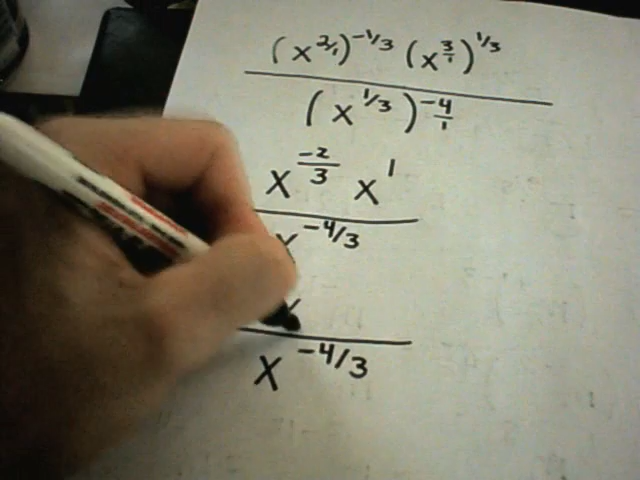 (x^{2/1})^{-1/3} (x^{3/1})^{1/3}
(x^{1/3})^{-4/1}
x^{-2/3} x^1
x^{-4/3}
x
x^{-4/3}